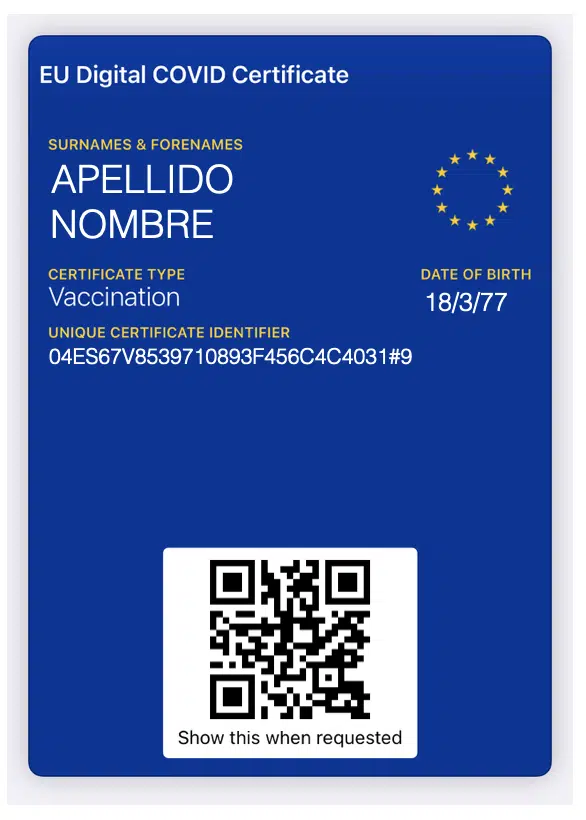 EU Digital COVID Certificate
SURNAMES & FORENAMES
APELLIDO
NOMBRE
CERTIFICATE TYPE
Vaccination
DATE OF BIRTH
18/3/77
UNIQUE CERTIFICATE IDENTIFIER
04ES67V8539710893F456C4C4031#9
Show this when requested